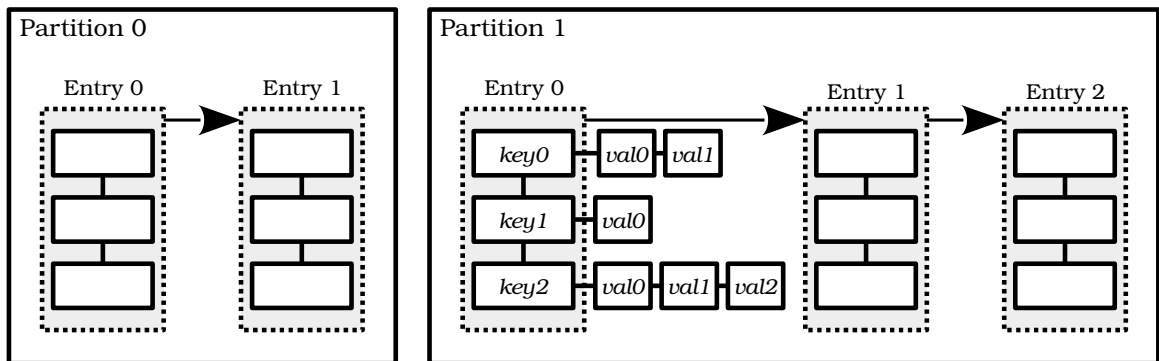 Partition 0
Entry 0
Entry 1
Partition 1
Entry 0
Entry 1
Entry 2
key0
val0
val1
key1
val0
key2
val0
val1
val2